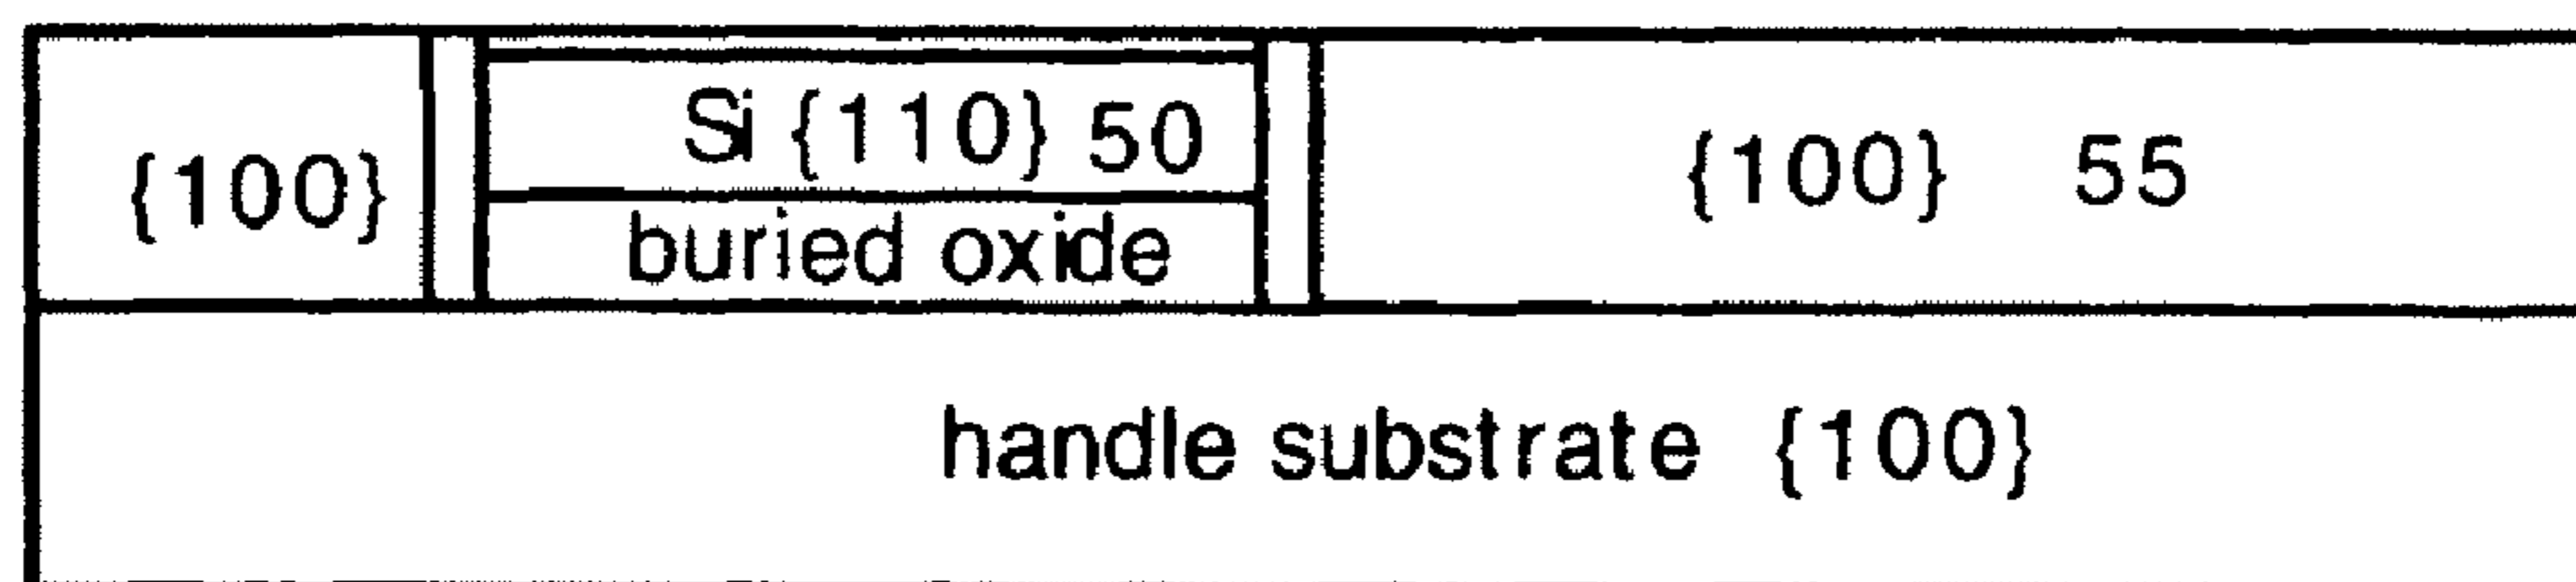 {100}
Si {110} 50
buried oxide
{100} 55
handle substrate {100}